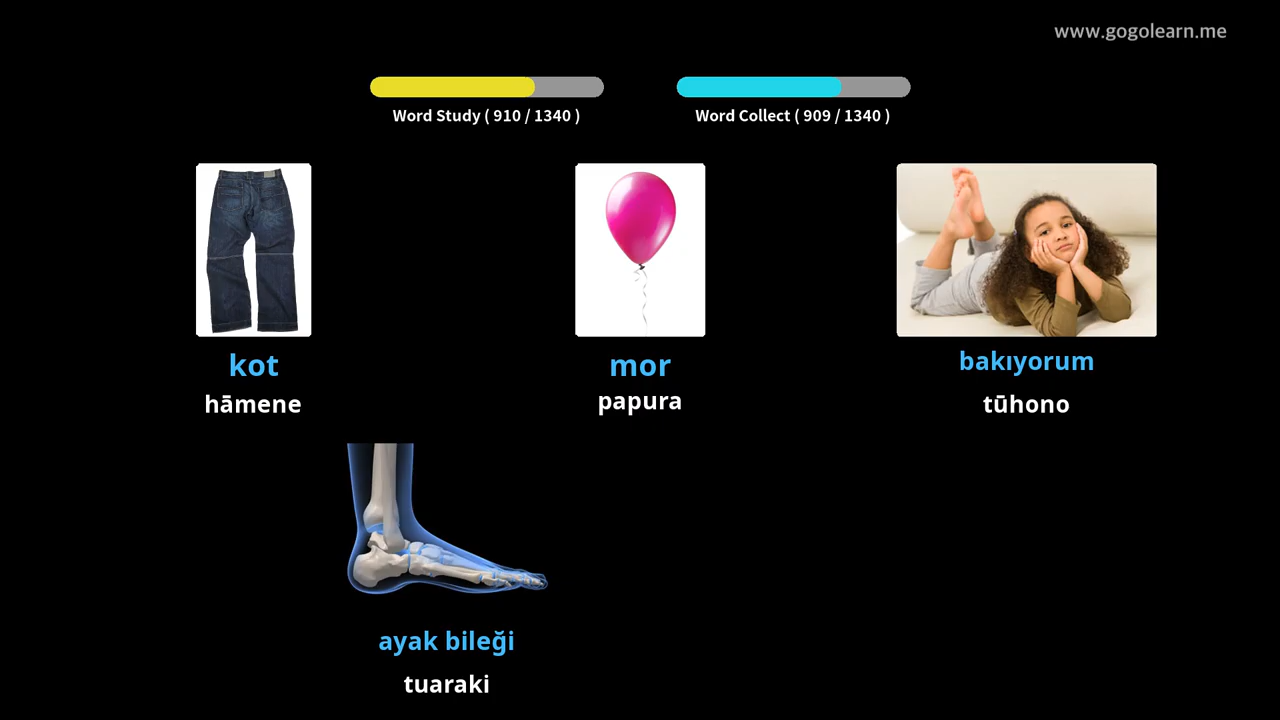 www.gogolearn.me
Word Study ( 910 / 1340 )
Word Collect ( 909 / 1340 )
kot
hāmene
mor
papura
bakıyorum
tūhono
ayak bileği
tuaraki